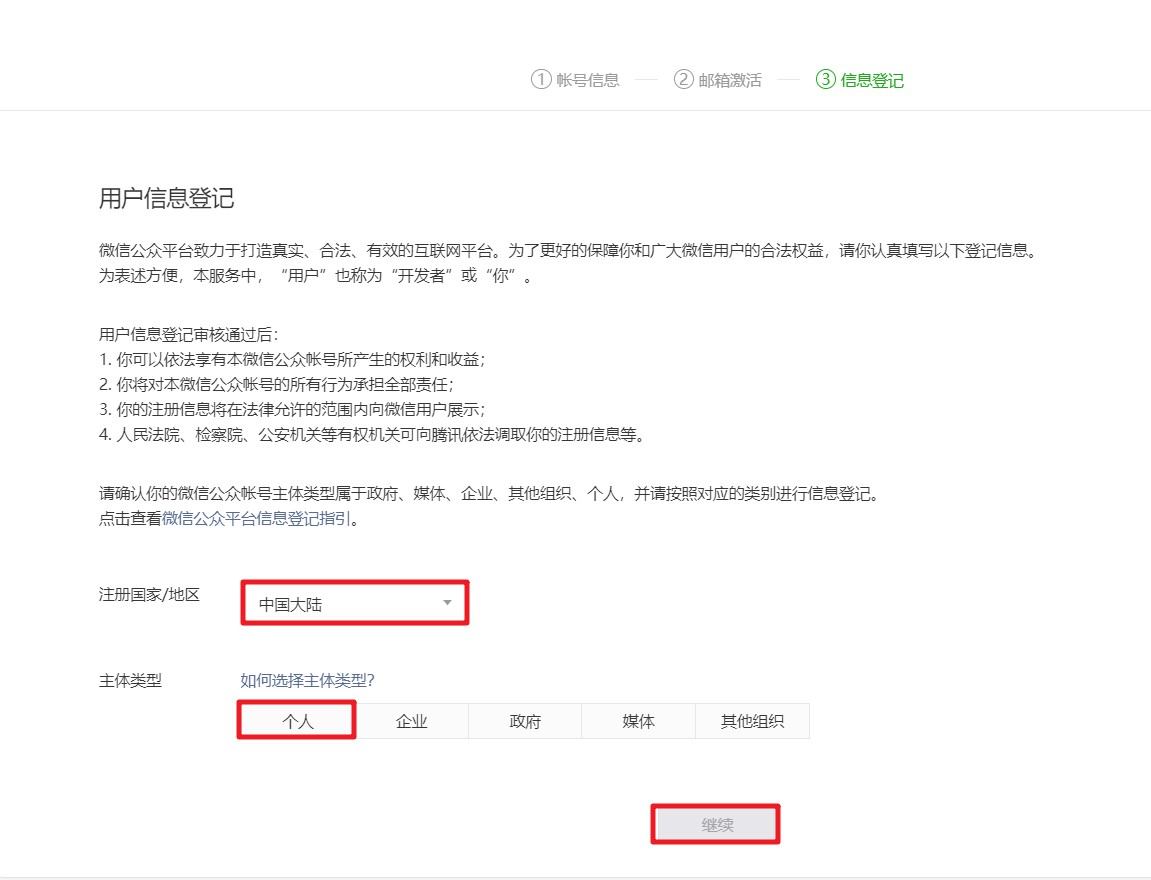 ① 帐号信息 ② 邮箱激活 ③ 信息登记
用户信息登记
微信公众平台致力于打造真实、合法、有效的互联网平台。为了更好的保障你和广大微信用户的合法权益，请你认真填写以下登记信息。
为表述方便，本服务中，“用户”也称为“开发者”或“你”。
用户信息登记审核通过后：
1. 你可以依法享有本微信公众帐号所产生的权利和收益；
2. 你将对本微信公众帐号的所有行为承担全部责任；
3. 你的注册信息将在法律允许的范围内向微信用户展示；
4. 人民法院、检察院、公安机关等有权机关可向腾讯依法调取你的注册信息等。
请确认你的微信公众帐号主体类型属于政府、媒体、企业、其他组织、个人，并请按照对应的类别进行信息登记。
点击查看微信公众平台信息登记指引。
注册国家/地区 中国大陆
主体类型 如何选择主体类型?
个人 企业 政府 媒体 其他组织
继续